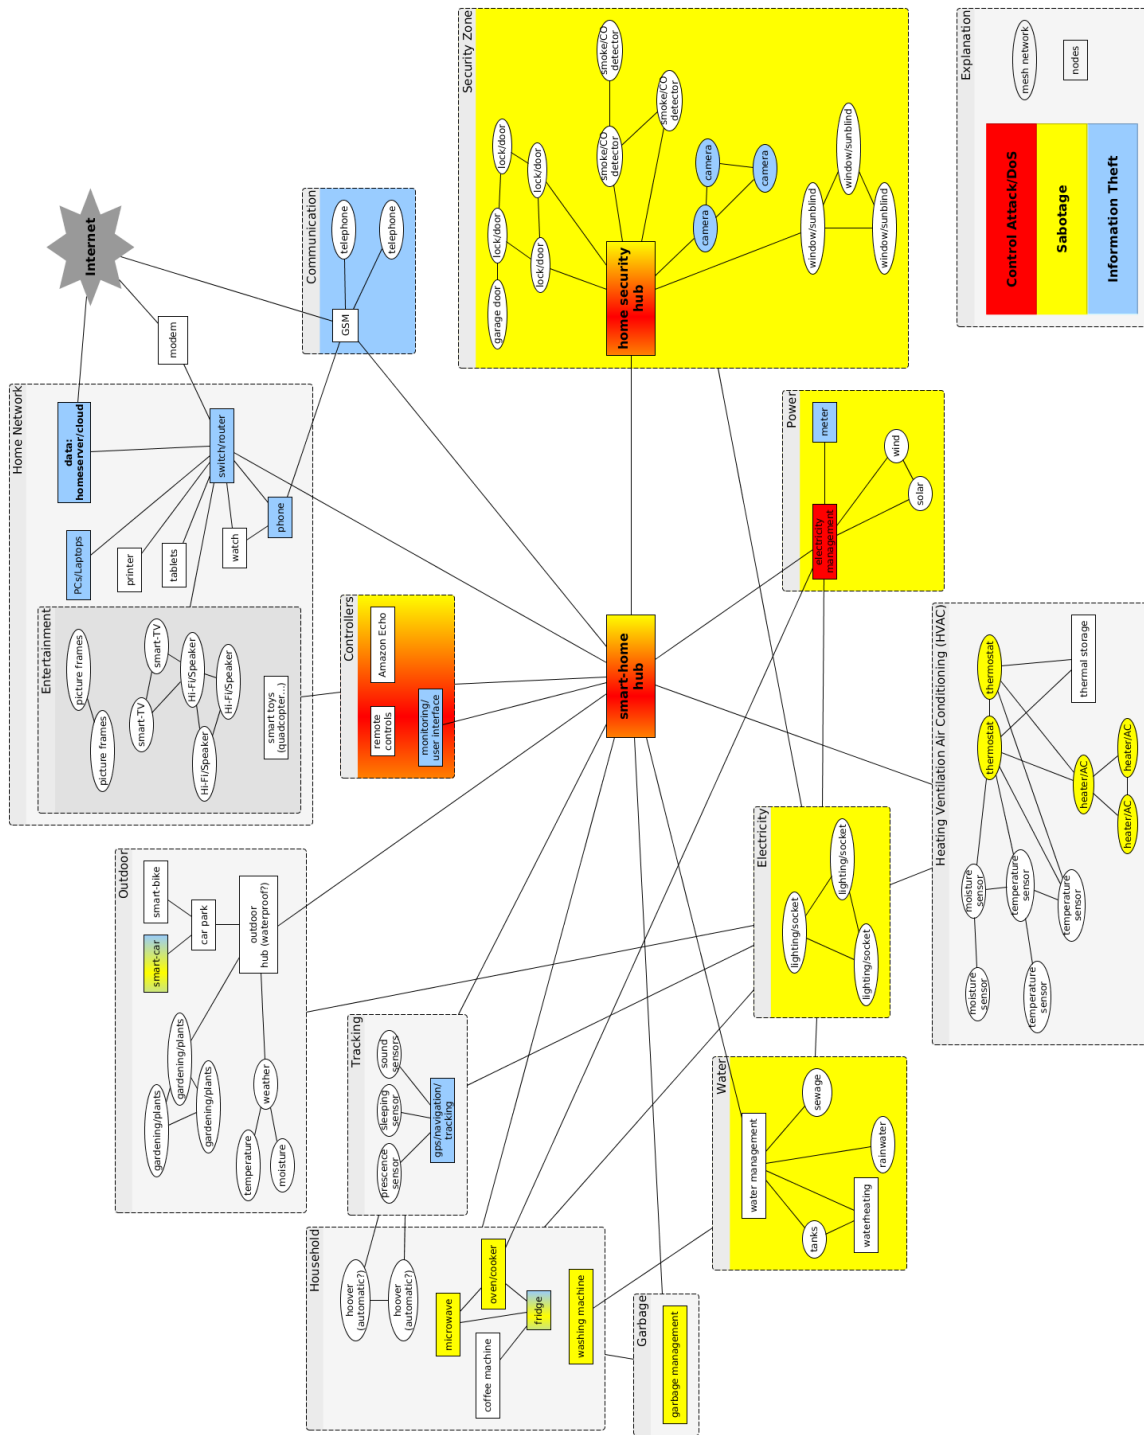 Internet
modem
Home Network
data:
homeserver/cloud
switch/router
PCs/Laptops
printer
tablets
watch
phone
Entertainment
picture frames
picture frames
smart-TV
smart-TV
Hi-Fi/Speaker
Hi-Fi/Speaker
Hi-Fi/Speaker
smart toys
(quadcopter...)
Communication
telephone
telephone
GSM
Security Zone
smoke/CO
detector
smoke/CO
detector
smoke/CO
detector
lock/door
lock/door
lock/door
lock/door
garage door
camera
camera
camera
window/sunblind
window/sunblind
window/sunblind
home security
hub
Explanation
mesh network
nodes
Control Attack/DoS
Sabotage
Information Theft
Power
meter
wind
solar
electricity
management
Controllers
Amazon Echo
remote
controls
monitoring/
user interface
smart-home
hub
Heating Ventilation Air Conditioning (HVAC)
thermostat
thermostat
thermal storage
heater/AC
heater/AC
heater/AC
moisture
sensor
moisture
sensor
temperature
sensor
temperature
sensor
temperature
sensor
Electricity
lighting/socket
lighting/socket
lighting/socket
Outdoor
smart-bike
smart-car
car park
outdoor
hub (waterproof?)
gardening/plants
gardening/plants
gardening/plants
weather
temperature
moisture
Tracking
sound
sensors
sleeping
sensor
prescence
sensor
gps/navigation/
tracking
Water
water management
sewage
rainwater
tanks
waterheating
Household
hoover
(automatic?)
hoover
(automatic?)
microwave
oven/cooker
fridge
coffee machine
washing machine
Garbage
garbage management